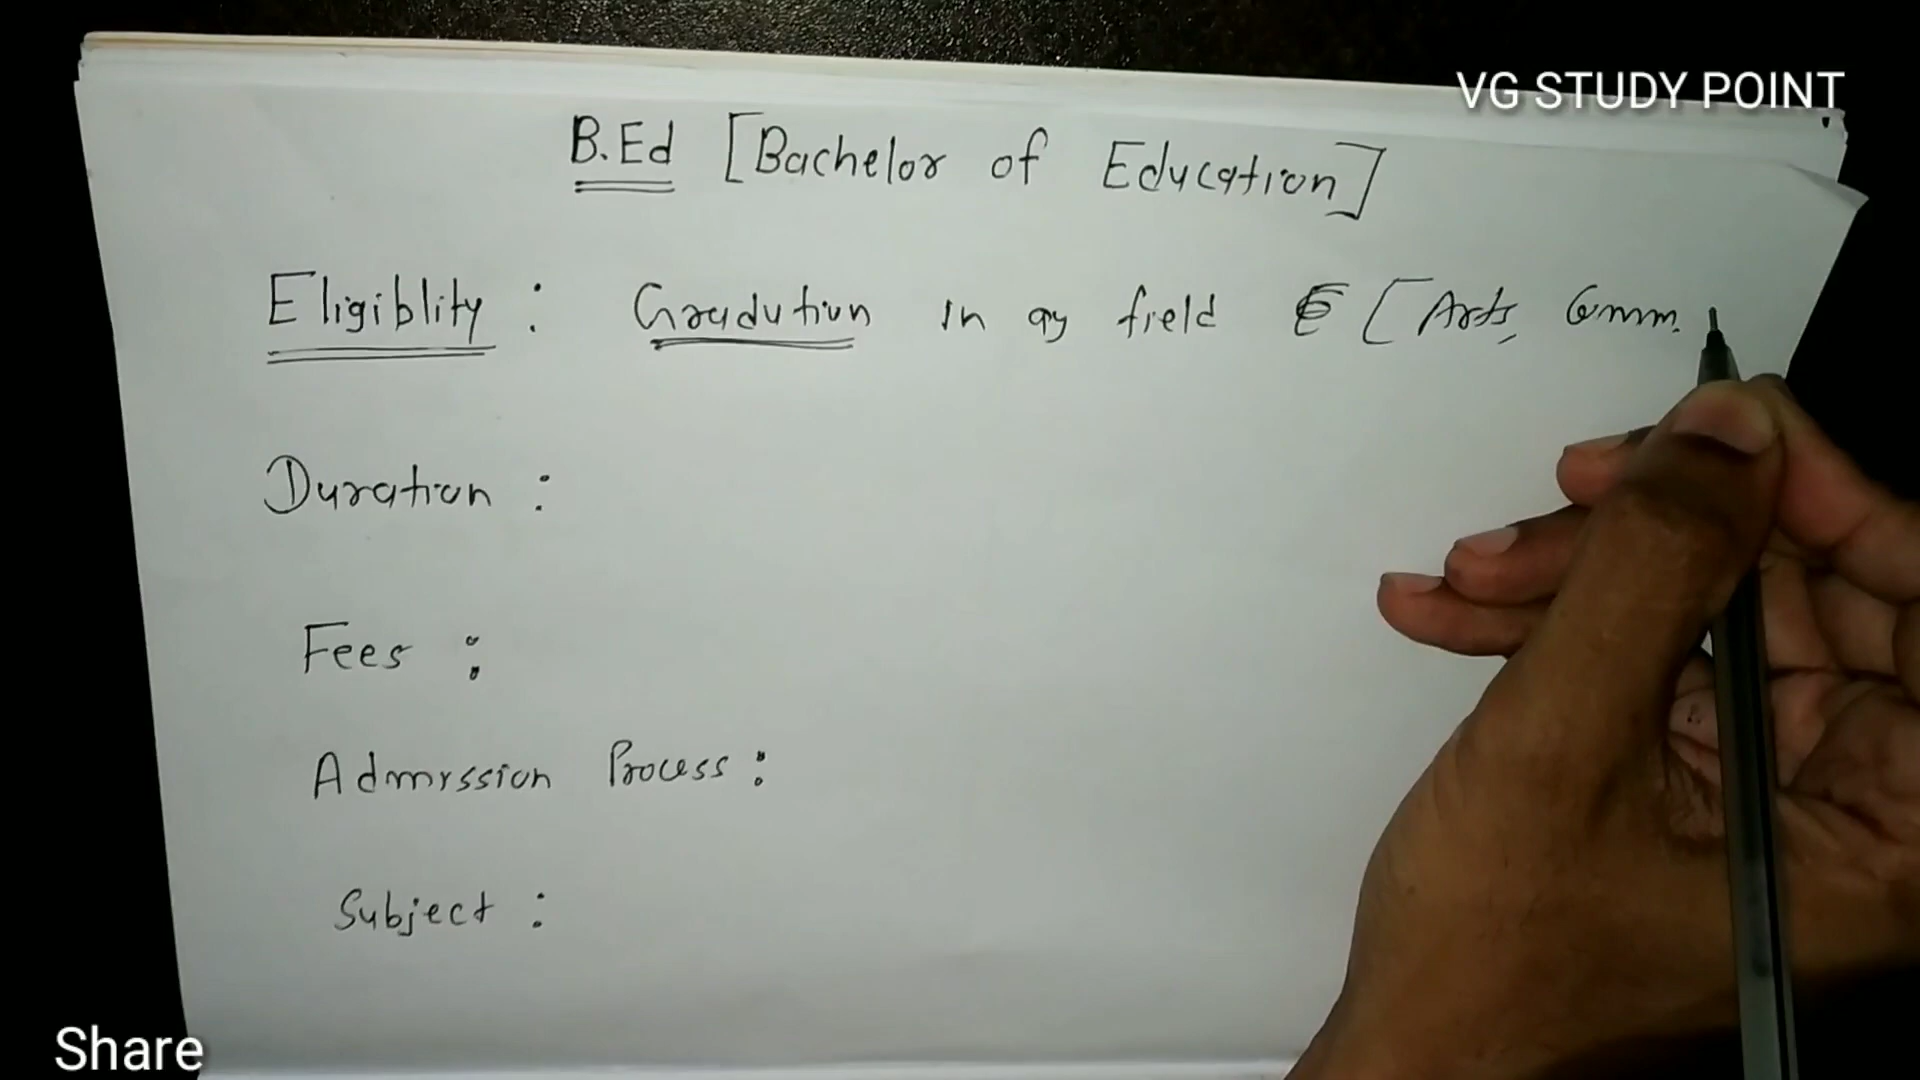 VG STUDY POINT
B.Ed [Bachelor of Education]
Eligiblity : Gradution in ay field [Arts, Comm.
Duration :
Fees :
Admission Process :
Subject :
Share